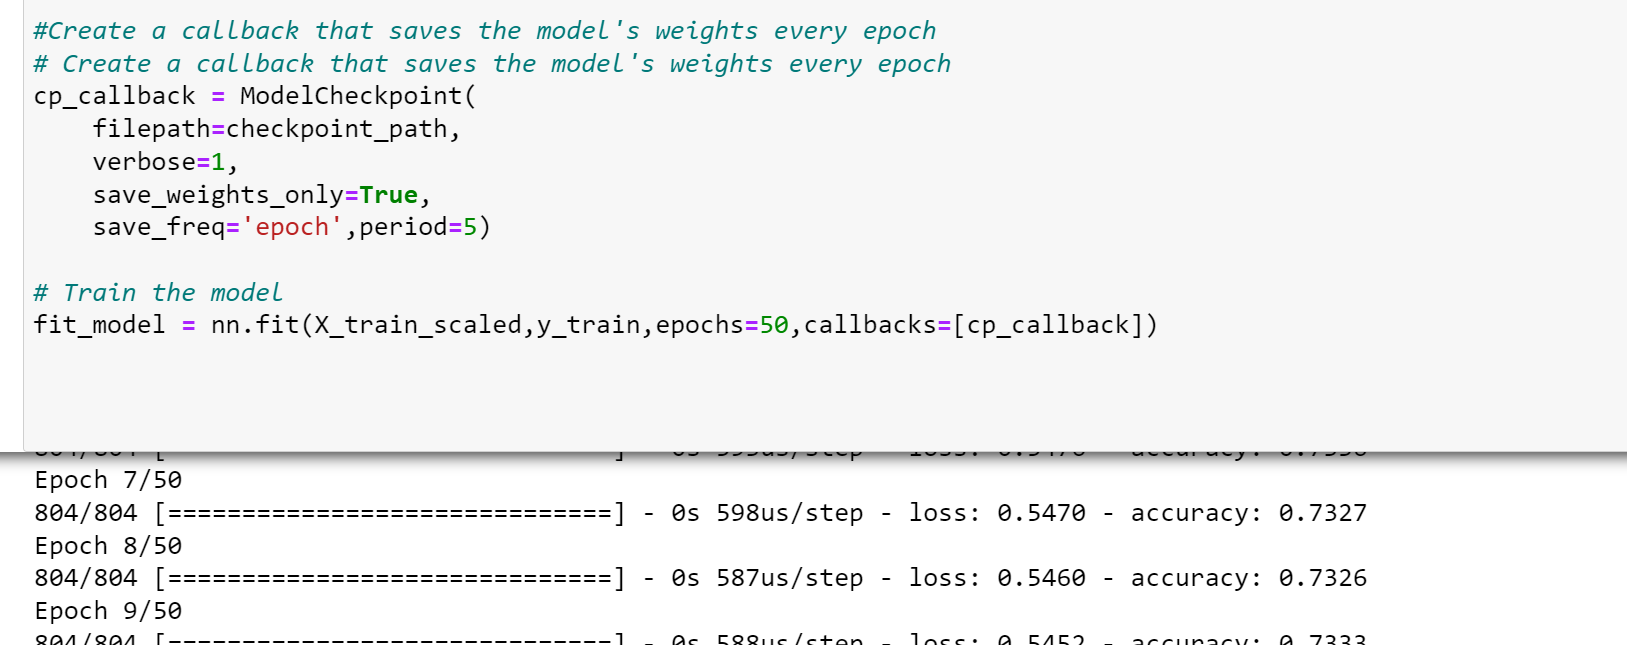 #Create a callback that saves the model's weights every epoch
# Create a callback that saves the model's weights every epoch
cp_callback = ModelCheckpoint(
    filepath=checkpoint_path,
    verbose=1,
    save_weights_only=True,
    save_freq='epoch',period=5)
# Train the model
fit_model = nn.fit(X_train_scaled,y_train,epochs=50,callbacks=[cp_callback])
Epoch 7/50
804/804 [==============================] - 0s 598us/step - loss: 0.5470 - accuracy: 0.7327
Epoch 8/50
804/804 [==============================] - 0s 587us/step - loss: 0.5460 - accuracy: 0.7326
Epoch 9/50
804/804 [==============================] - 0s 588us/step - loss: 0.5452 - accuracy: 0.7333